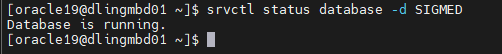 [oracle19@dlingmbd01 ~]$ srvctl status database -d SIGMED
Database is running.
[oracle19@dlingmbd01 ~]$